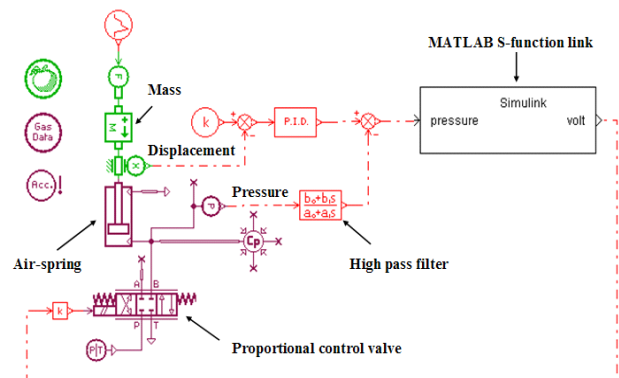 MATLAB S-function link
F
Mass
M
Simulink
pressure
volt
k
+
-
P.I.D.
+
-
Gas
Data
Displacement
x
Acc.!
Pressure
P
b₀+b₁s
a₀+a₁s
Cp
Air-spring
High pass filter
A B
k
P T
Proportional control valve
P|T